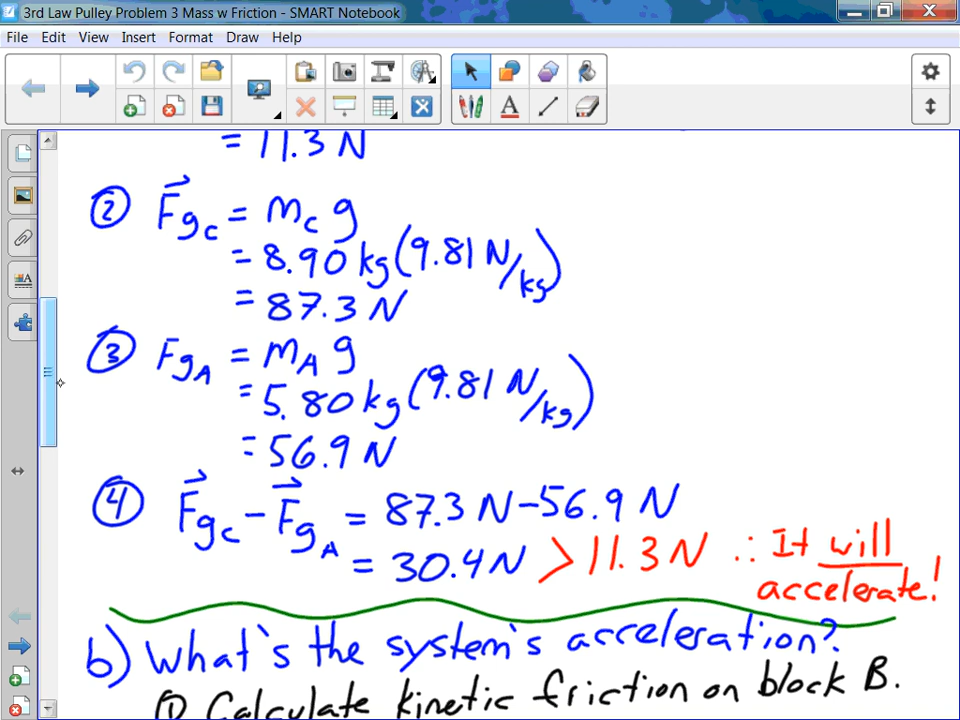 3rd Law Pulley Problem 3 Mass w Friction - SMART Notebook
File Edit View Insert Format Draw Help
= 11.3 N
② F⃗gC = mC g
= 8.90 kg (9.81 N/kg)
= 87.3 N
③ FgA = mA g
= 5.80 kg (9.81 N/kg)
= 56.9 N
④ F⃗gC - F⃗gA = 87.3 N - 56.9 N
= 30.4 N > 11.3 N ∴ It will
accelerate!
b) What's the system's acceleration?
① Calculate kinetic friction on block B.